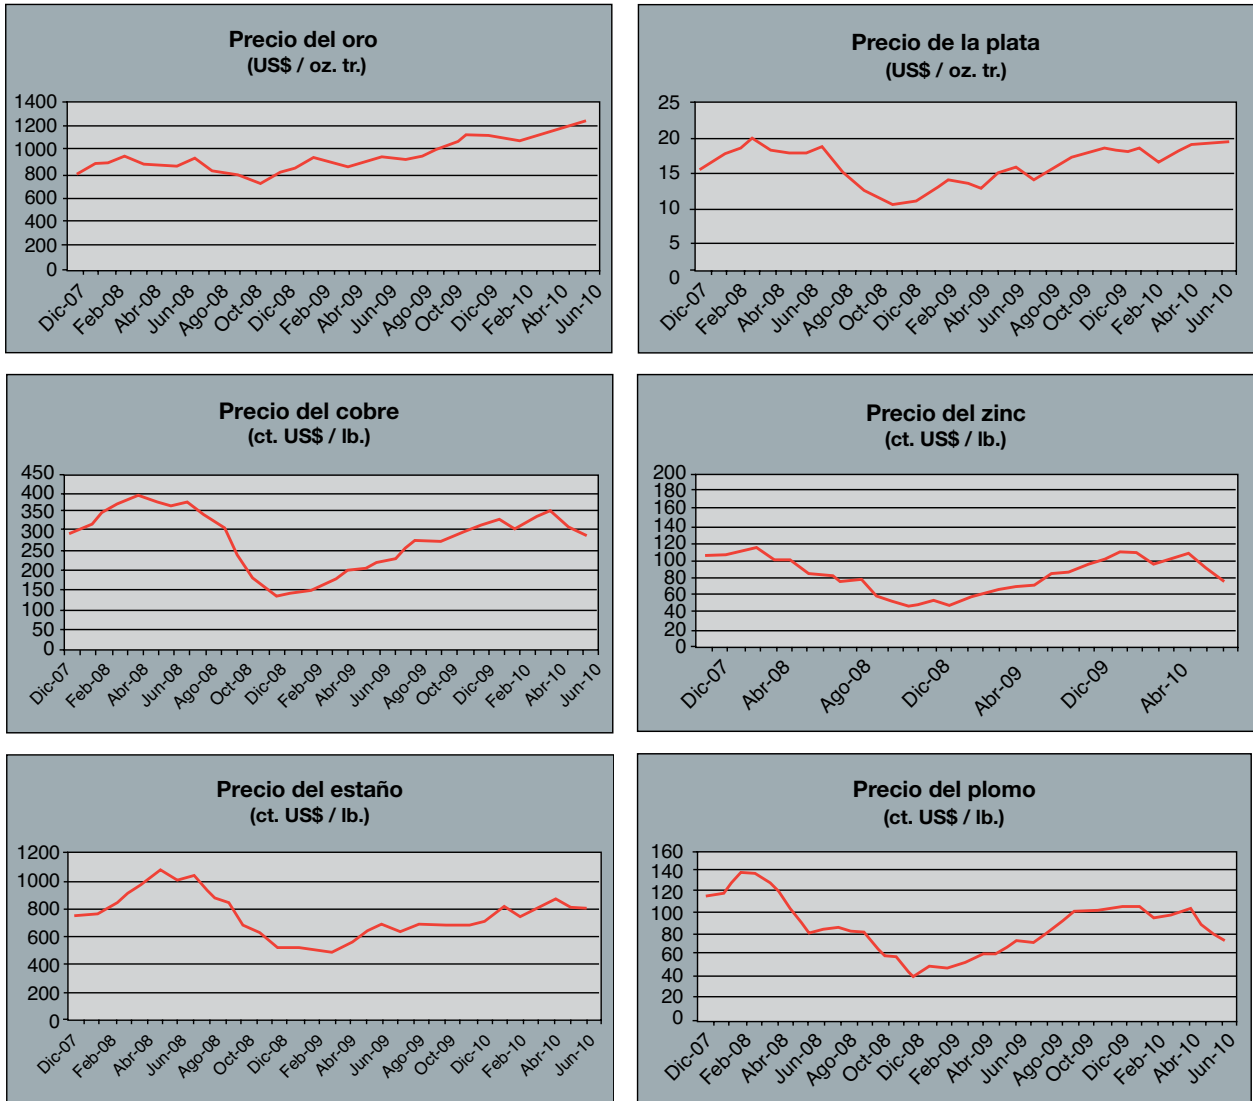 Precio del oro
(US$ / oz. tr.)
1400
1200
1000
800
600
400
200
0
Dic-07
Feb-08
Abr-08
Jun-08
Ago-08
Oct-08
Dic-08
Feb-09
Abr-09
Jun-09
Ago-09
Oct-09
Dic-09
Feb-10
Abr-10
Jun-10
Precio de la plata
(US$ / oz. tr.)
25
20
15
10
5
0
Dic-07
Feb-08
Abr-08
Jun-08
Ago-08
Oct-08
Dic-08
Feb-09
Abr-09
Jun-09
Ago-09
Oct-09
Dic-09
Feb-10
Abr-10
Jun-10
Precio del cobre
(ct. US$ / lb.)
450
400
350
300
250
200
150
100
50
0
Dic-07
Feb-08
Abr-08
Jun-08
Ago-08
Oct-08
Dic-08
Feb-09
Abr-09
Jun-09
Ago-09
Oct-09
Dic-09
Feb-10
Abr-10
Jun-10
Precio del zinc
(ct. US$ / lb.)
200
180
160
140
120
100
80
60
40
20
0
Dic-07
Abr-08
Ago-08
Dic-08
Abr-09
Dic-09
Abr-10
Precio del estaño
(ct. US$ / lb.)
1200
1000
800
600
400
200
0
Dic-07
Feb-08
Abr-08
Jun-08
Ago-08
Oct-08
Dic-08
Feb-09
Abr-09
Jun-09
Ago-09
Oct-09
Dic-10
Feb-10
Abr-10
Jun-10
Precio del plomo
(ct. US$ / lb.)
160
140
120
100
80
60
40
20
0
Dic-07
Feb-08
Abr-08
Jun-08
Ago-08
Oct-08
Dic-08
Feb-09
Abr-09
Jun-09
Ago-09
Oct-09
Dic-09
Feb-10
Abr-10
Jun-10